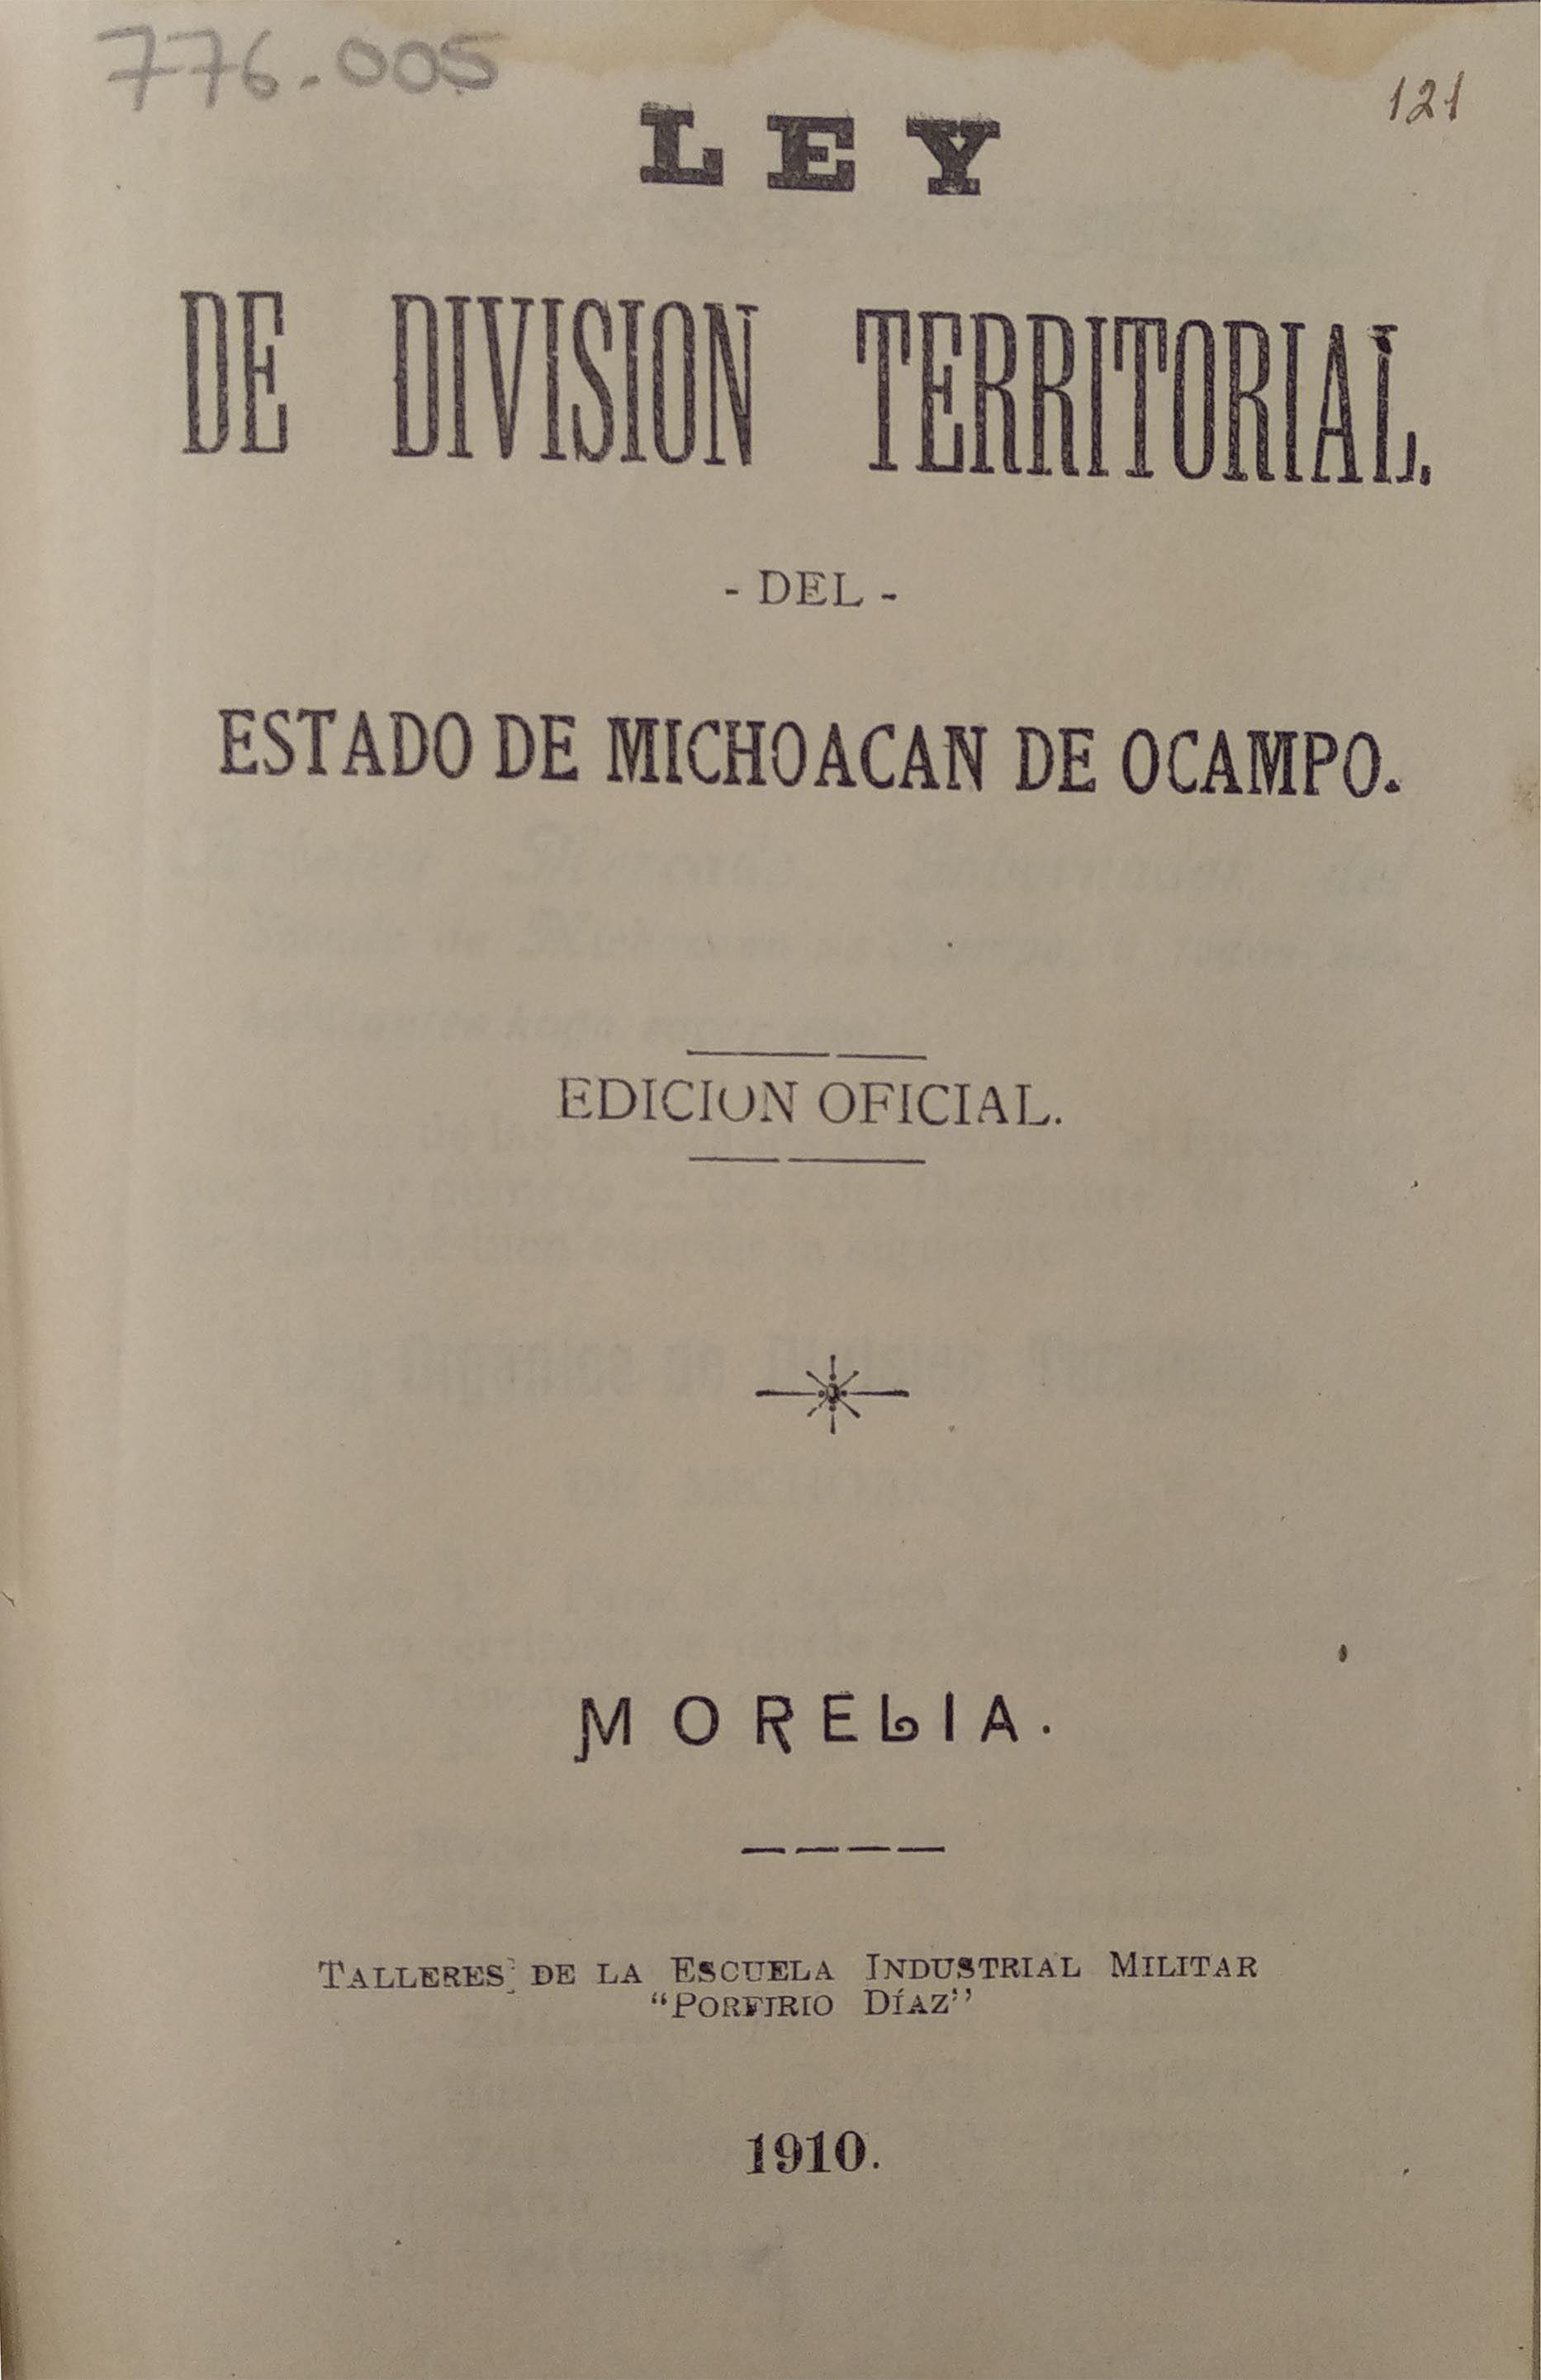 776.005
121
LEY
DE DIVISION TERRITORIAL.
- DEL -
ESTADO DE MICHOACAN DE OCAMPO.
EDICION OFICIAL.
MORELIA.
TALLERES DE LA ESCUELA INDUSTRIAL MILITAR
“PORFIRIO DÍAZ”
1910.